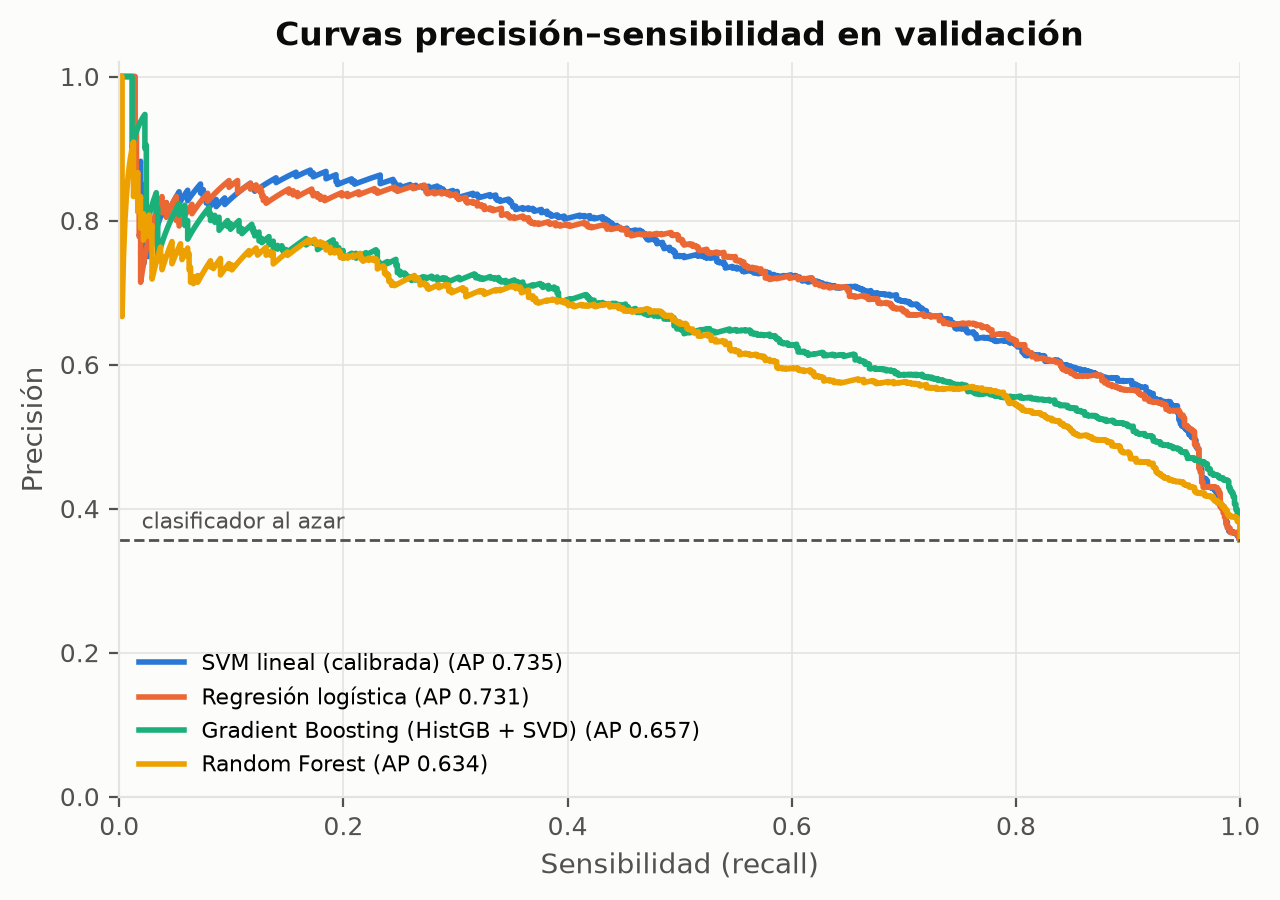 Curvas precisión–sensibilidad en validación
1.0
0.8
0.6
0.4
0.2
0.0
Precisión
clasificador al azar
SVM lineal (calibrada) (AP 0.735)
Regresión logística (AP 0.731)
Gradient Boosting (HistGB + SVD) (AP 0.657)
Random Forest (AP 0.634)
0.0 0.2 0.4 0.6 0.8 1.0
Sensibilidad (recall)